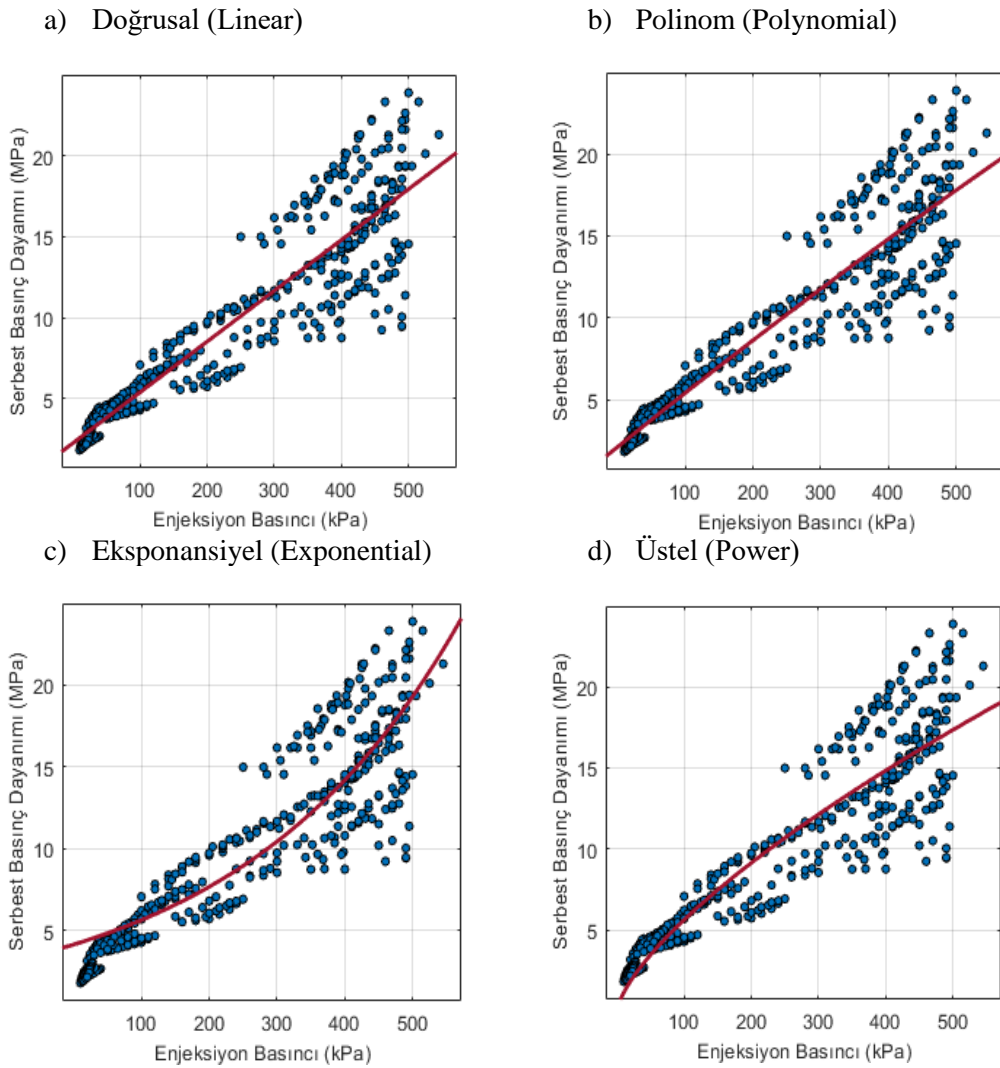 a) Doğrusal (Linear)
b) Polinom (Polynomial)
Serbest Basınç Dayanımı (MPa)
20
15
10
5
100 200 300 400 500
Enjeksiyon Basıncı (kPa)
Serbest Basınç Dayanımı (MPa)
20
15
10
5
100 200 300 400 500
Enjeksiyon Basıncı (kPa)
c) Eksponansiyel (Exponential)
d) Üstel (Power)
Serbest Basınç Dayanımı (MPa)
20
15
10
5
100 200 300 400 500
Enjeksiyon Basıncı (kPa)
Serbest Basınç Dayanımı (MPa)
20
15
10
5
100 200 300 400 500
Enjeksiyon Basıncı (kPa)